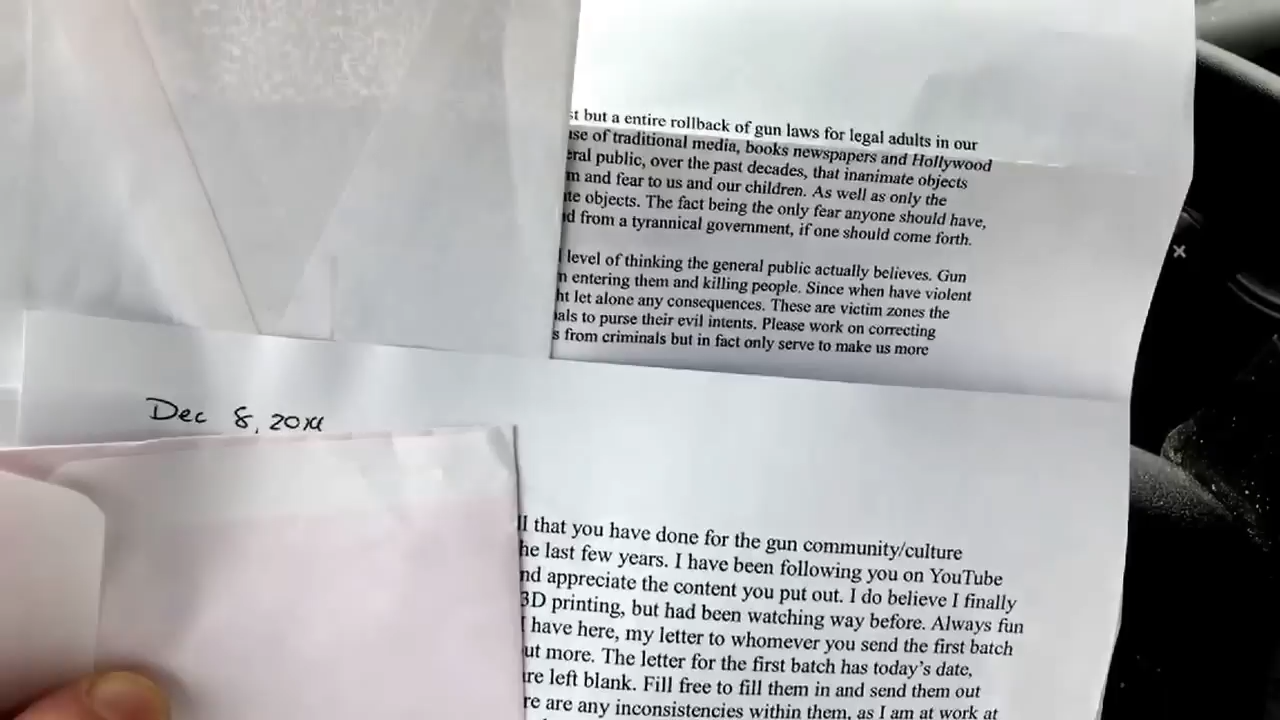 but a entire rollback of gun laws for legal adults in our
of traditional media, books newspapers and Hollywood
public, over the past decades, that inanimate objects
and fear to us and our children. As well as only the
objects. The fact being the only fear anyone should have,
from a tyrannical government, if one should come forth.
level of thinking the general public actually believes. Gun
entering them and killing people. Since when have violent
let alone any consequences. These are victim zones the
to purse their evil intents. Please work on correcting
from criminals but in fact only serve to make us more
Dec 8,
that you have done for the gun community/culture
he last few years. I have been following you on YouTube
nd appreciate the content you put out. I do believe I finally
3D printing, but had been watching way before. Always fun
I have here, my letter to whomever you send the first batch
ut more. The letter for the first batch has today's date,
re left blank. Fill free to fill them in and send them out
re are any inconsistencies within them, as I am at work at